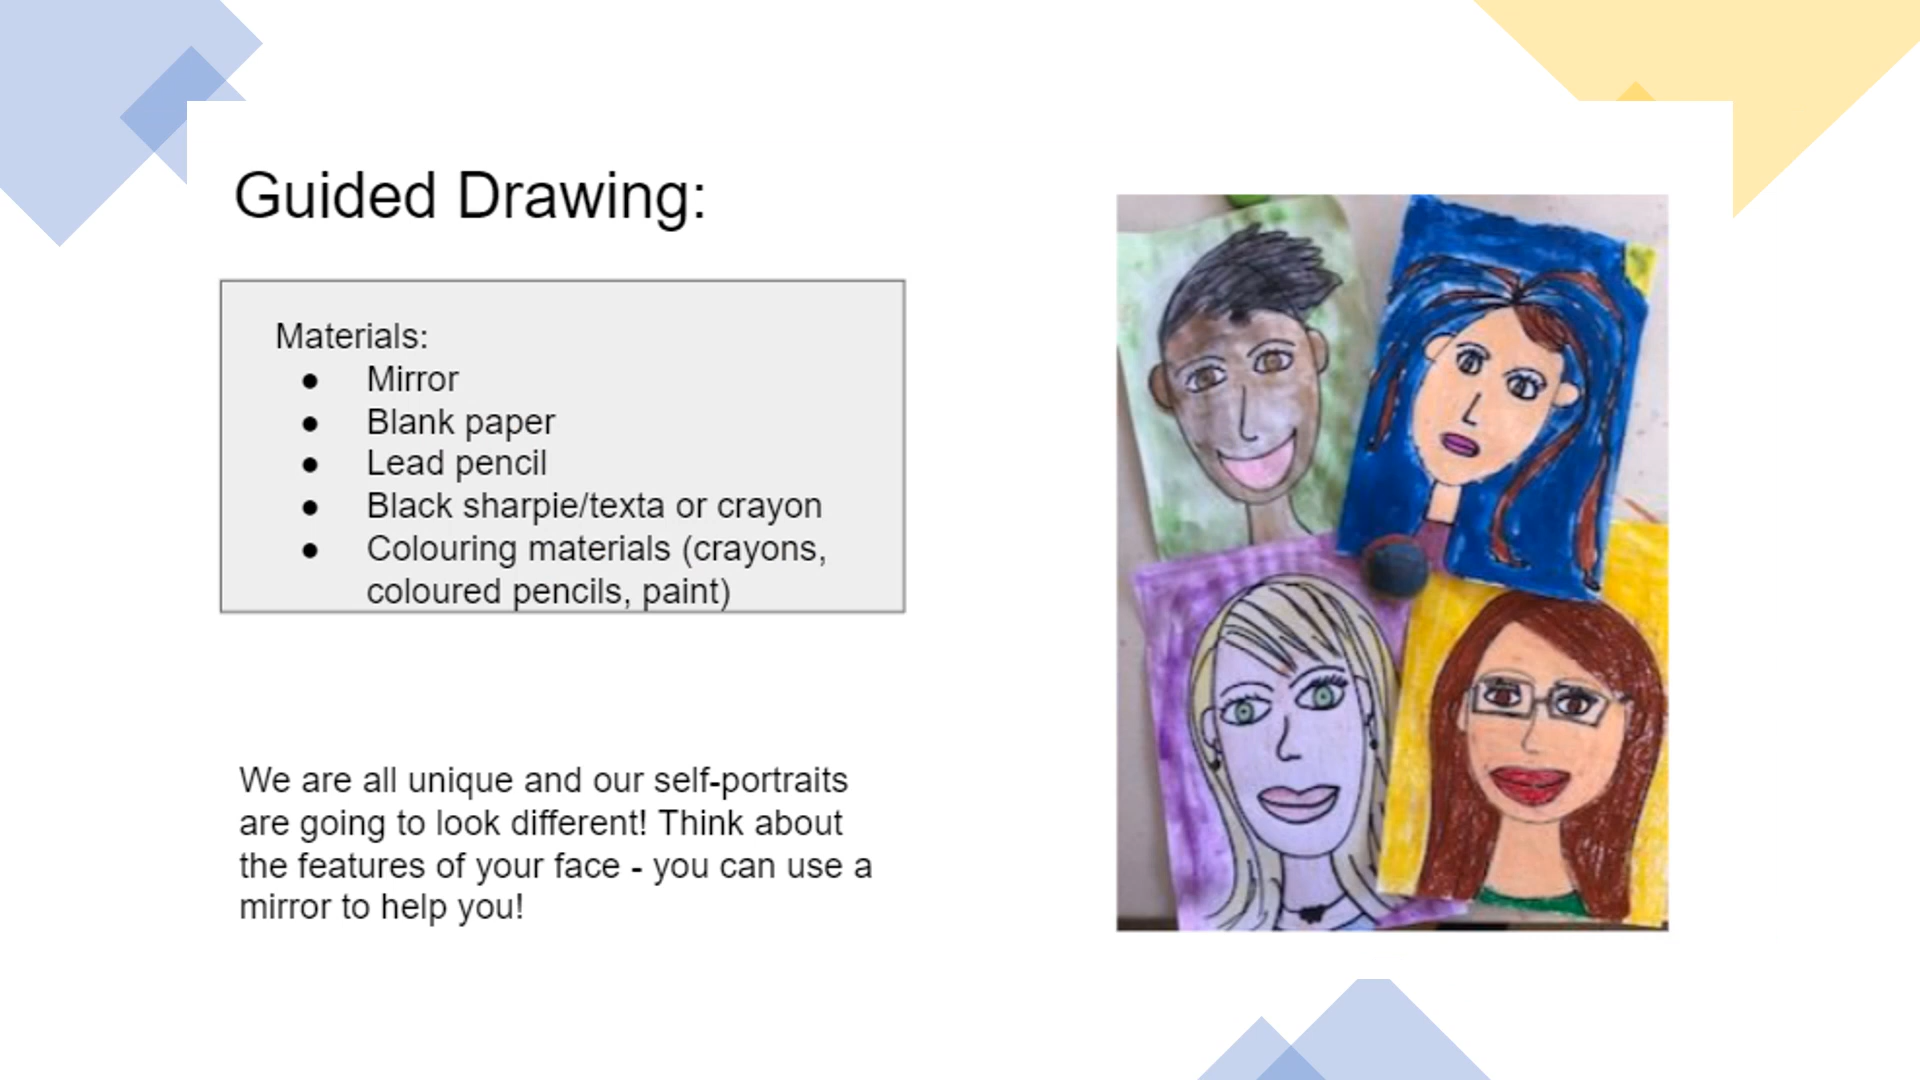 Guided Drawing:
Materials:
● Mirror
● Blank paper
● Lead pencil
● Black sharpie/texta or crayon
● Colouring materials (crayons,
coloured pencils, paint)
We are all unique and our self-portraits
are going to look different! Think about
the features of your face - you can use a
mirror to help you!